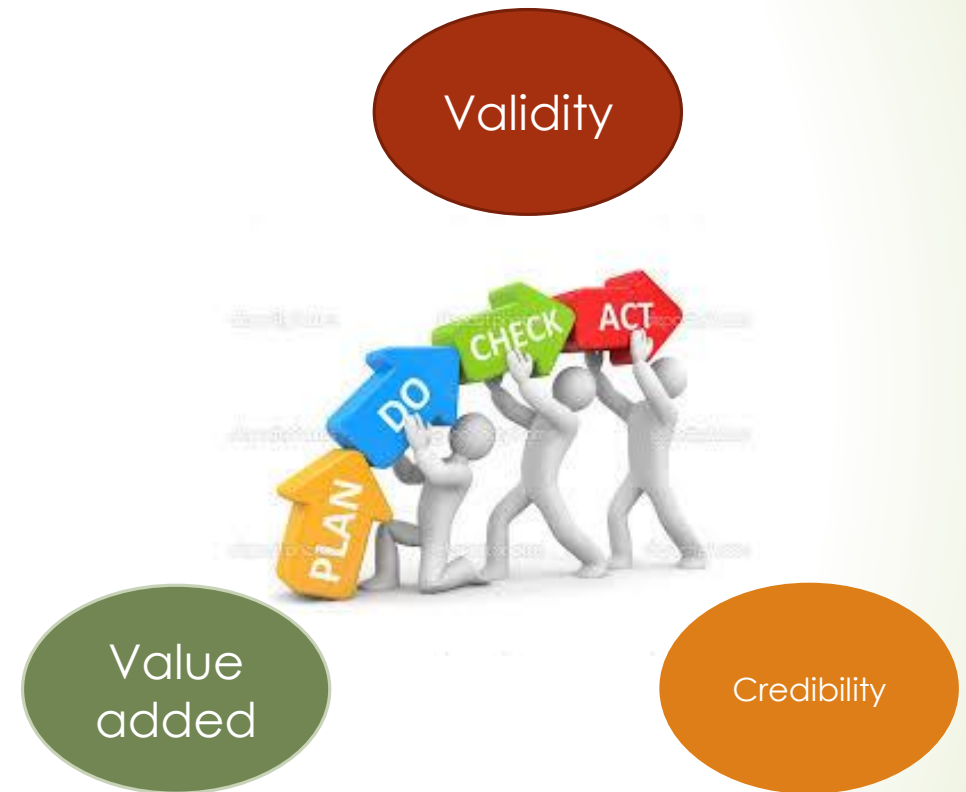 Validity
ACT
CHECK
DO
PLAN
Value
added
Credibility